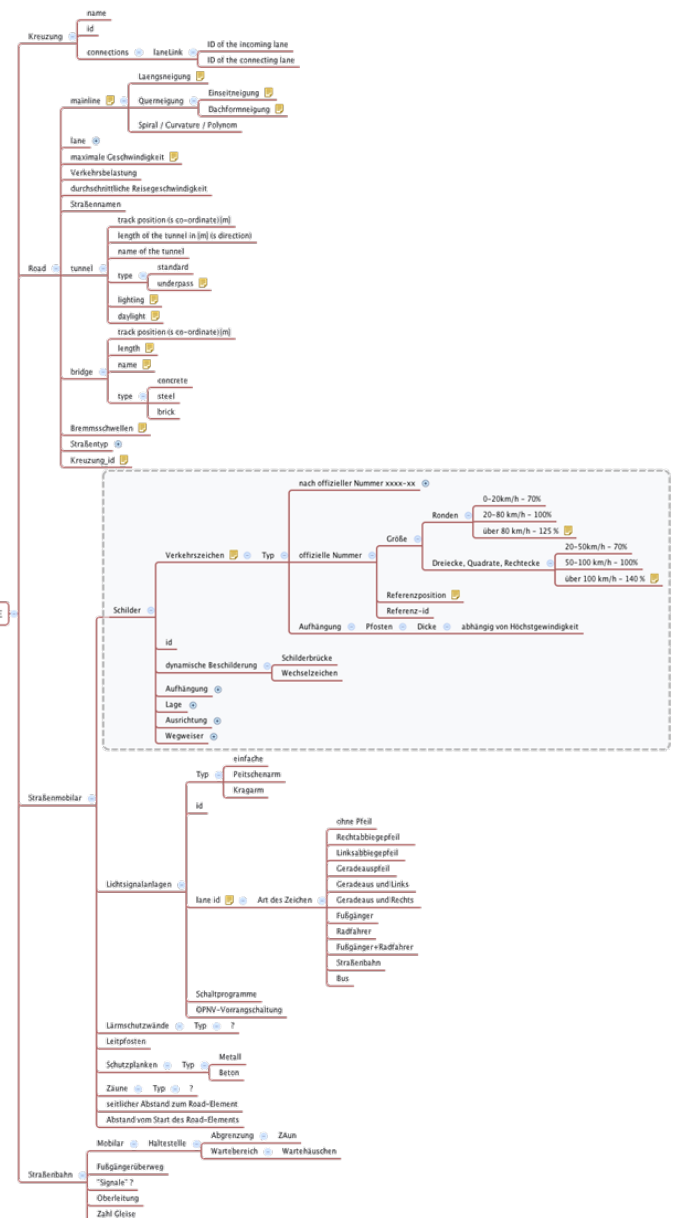 name
Kreuzung
id
connections
laneLink
ID of the incoming lane
ID of the connecting lane
Laengsneigung
mainline
Querneigung
Einseitneigung
Dachformneigung
Spiral / Curvature / Polynom
lane
maximale Geschwindigkeit
Verkehrsbelastung
durchschnittliche Reisegeschwindigkeit
Straßennamen
track position (s co-ordinate)[m]
length of the tunnel in [m] (s direction)
name of the tunnel
Road
tunnel
type
standard
underpass
lighting
daylight
track position (s co-ordinate)[m]
length
name
bridge
type
concrete
steel
brick
Bremmsschwellen
Straßentyp
Kreuzung_id
nach offizieller Nummer xxxx-xx
0-20km/h - 70%
Ronden
20-80 km/h - 100%
über 80 km/h - 125 %
Größe
20-50km/h - 70%
Verkehrszeichen
Typ
offizielle Nummer
Dreiecke, Quadrate, Rechtecke
50-100 km/h - 100%
über 100 km/h - 140 %
Referenzposition
Schilder
Referenz-id
Aufhängung
Pfosten
Dicke
abhängig von Höchstgewindigkeit
id
dynamische Beschilderung
Schilderbrücke
Wechselzeichen
Aufhängung
Lage
Ausrichtung
Wegweiser
einfache
Typ
Peitschenarm
Kragarm
Straßenmobilar
id
ohne Pfeil
Rechtabbiegepfeil
Linksabbiegepfeil
Geradeauspfeil
Lichtsignalanlagen
Geradeaus und Links
lane id
Art des Zeichen
Geradeaus und Rechts
Fußgänger
Radfahrer
Fußgänger+Radfahrer
Straßenbahn
Bus
Schaltprogramme
ÖPNV-Vorrangschaltung
Lärmschutzwände
Typ
?
Leitpfosten
Schutzplanken
Typ
Metall
Beton
Zäune
Typ
?
seitlicher Abstand zum Road-Element
Abstand vom Start des Road-Elements
Mobilar
Haltestelle
Abgrenzung
ZAun
Wartebereich
Wartehäuschen
Fußgängerüberweg
Straßenbahn
"Signale" ?
Oberleitung
Zahl Gleise